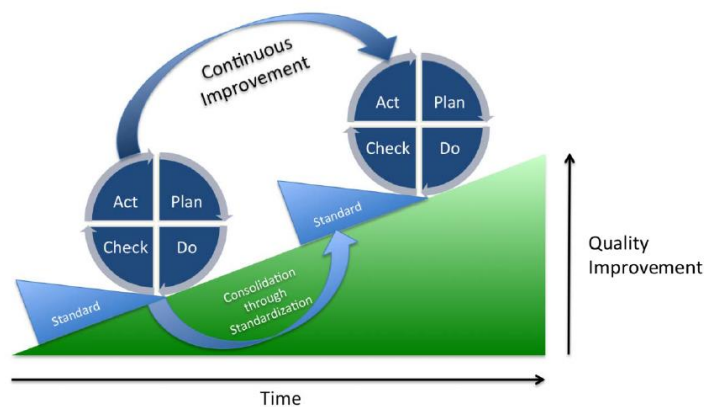 Continuous
Improvement
Act
Plan
Check
Do
Act
Plan
Check
Do
Standard
Standard
Consolidation
through
Standardization
Quality
Improvement
Time